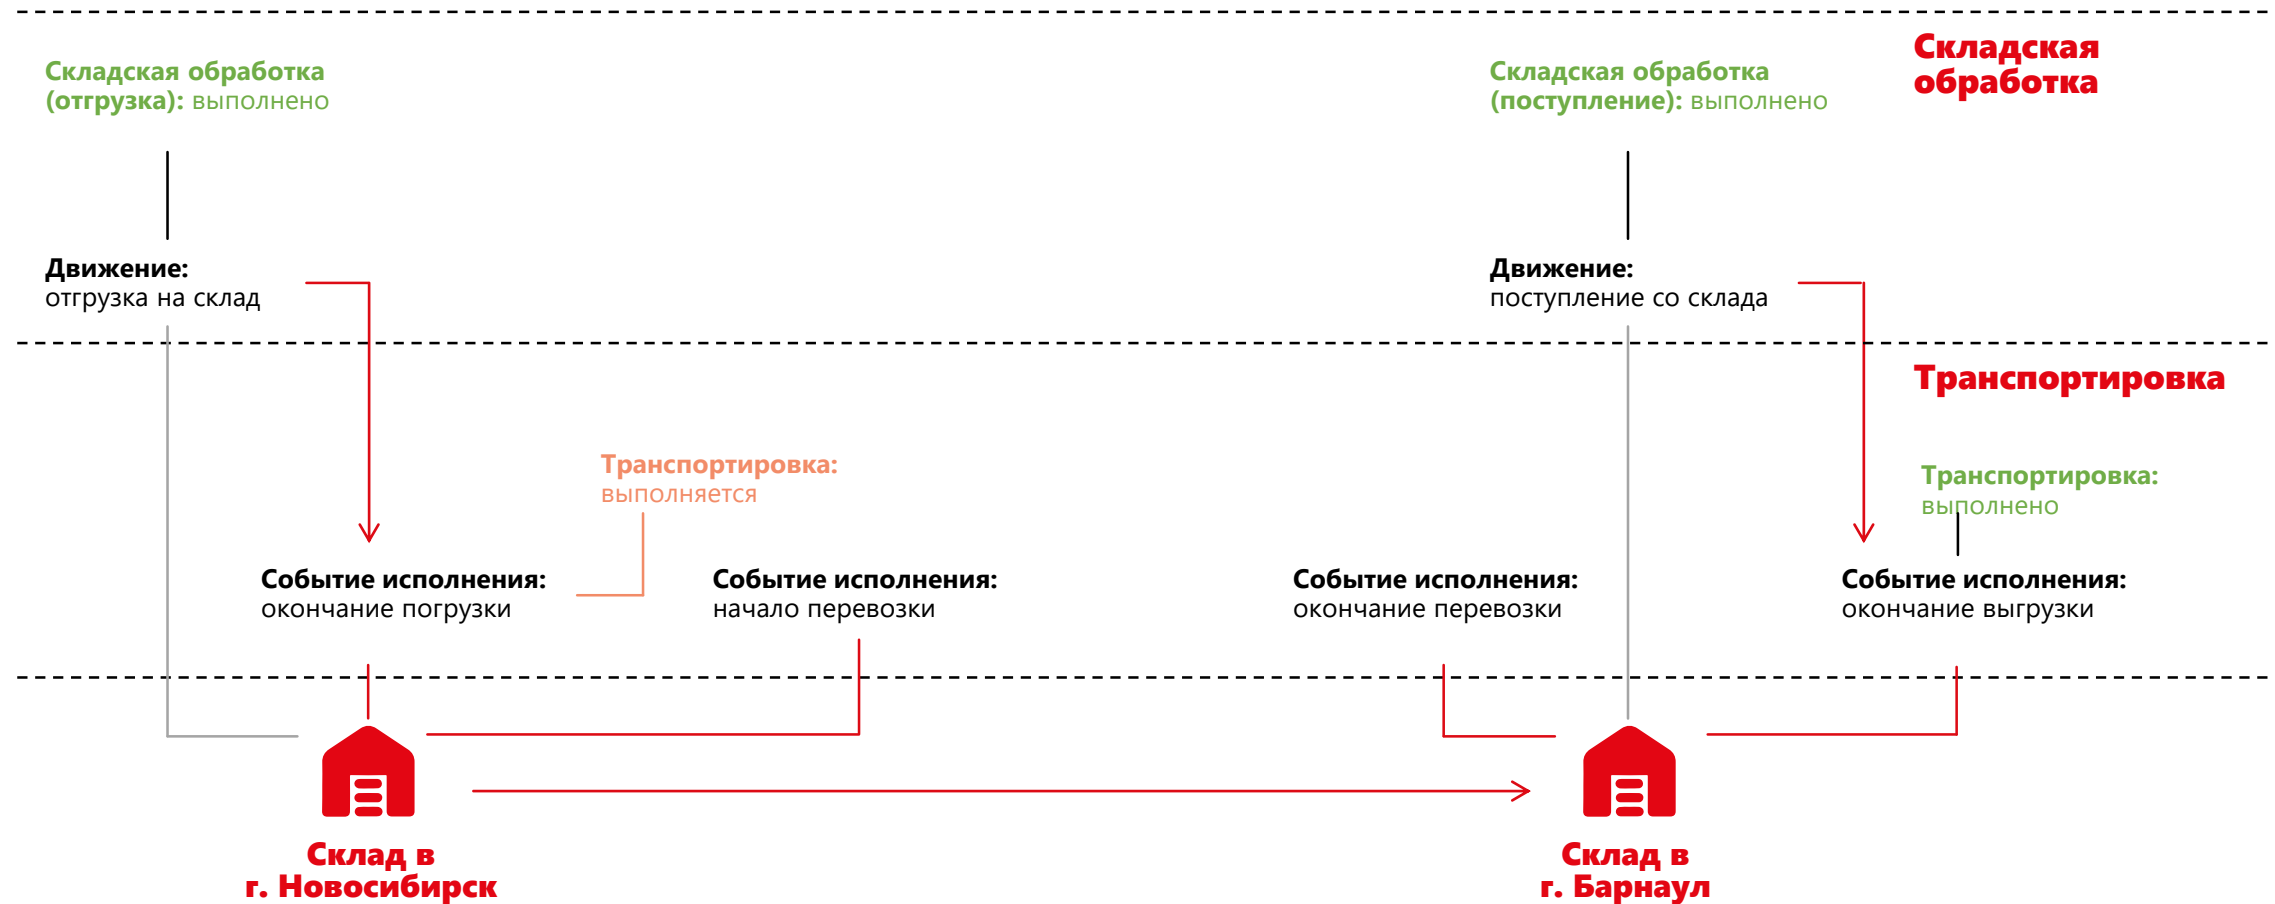 Складская
обработка
Складская обработка
(отгрузка): выполнено
Складская обработка
(поступление): выполнено
Движение:
отгрузка на склад
Движение:
поступление со склада
Транспортировка
Транспортировка:
выполняется
Транспортировка:
выполнено
Событие исполнения:
окончание погрузки
Событие исполнения:
начало перевозки
Событие исполнения:
окончание перевозки
Событие исполнения:
окончание выгрузки
Склад в
г. Новосибирск
Склад в
г. Барнаул